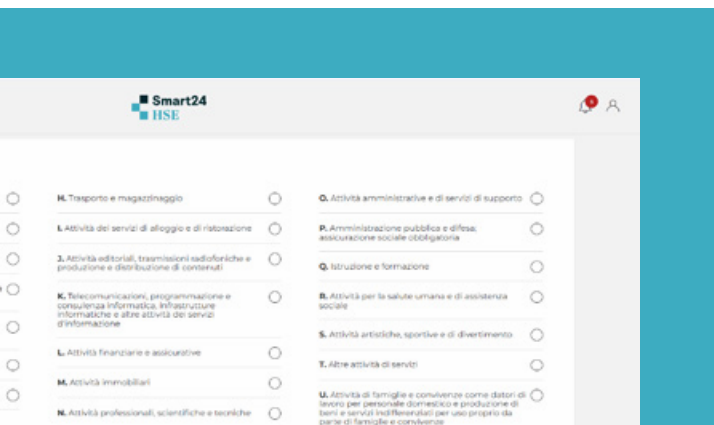 Smart24
HSE
H. Trasporto e magazzinaggio
I. Attività dei servizi di alloggio e di ristorazione
J. Attività editoriali, trasmissioni radiofoniche e
produzione e distribuzione di contenuti
K. Telecomunicazioni, programmazione e
consulenza informatica, infrastrutture
informatiche e altre attività dei servizi
d'informazione
L. Attività finanziarie e assicurative
M. Attività immobiliari
N. Attività professionali, scientifiche e tecniche
O. Attività amministrative e di servizi di supporto
P. Amministrazione pubblica e difesa;
assicurazione sociale obbligatoria
Q. Istruzione e formazione
R. Attività per la salute umana e di assistenza
sociale
S. Attività artistiche, sportive e di divertimento
T. Altre attività di servizi
U. Attività di famiglie e convivenze come datori di
lavoro per personale domestico e produzione di
beni e servizi indifferenziati per uso proprio da
parte di famiglie e convivenze